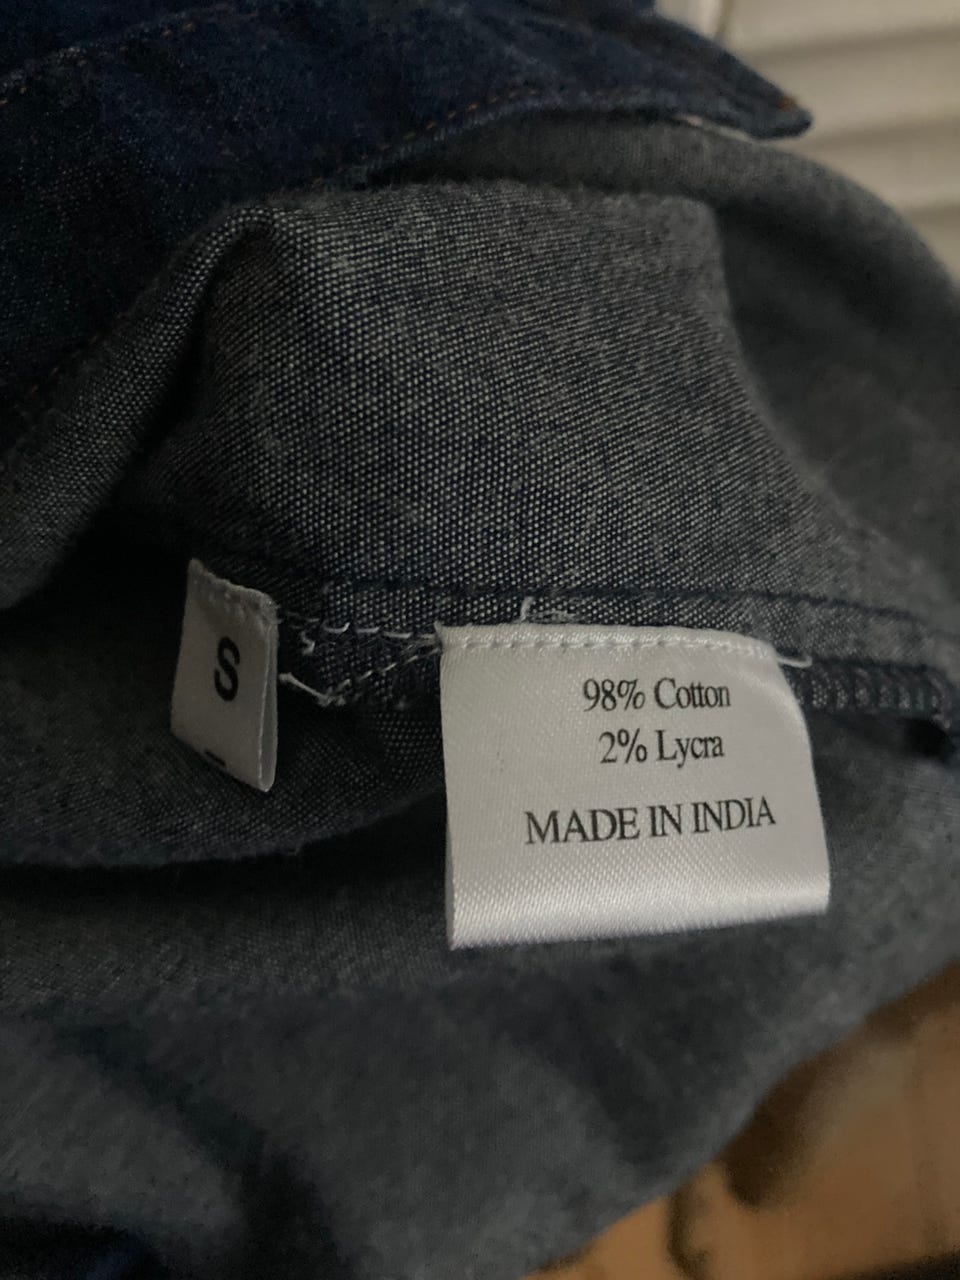 S
98% Cotton
2% Lycra
MADE IN INDIA